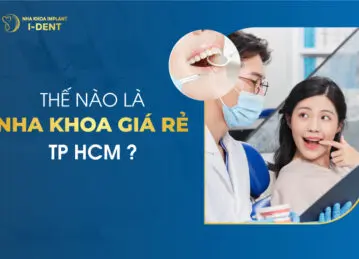 NHA KHOA IMPLANT
I-DENT
THẾ NÀO LÀ
NHA KHOA GIÁ RẺ
TP HCM ?